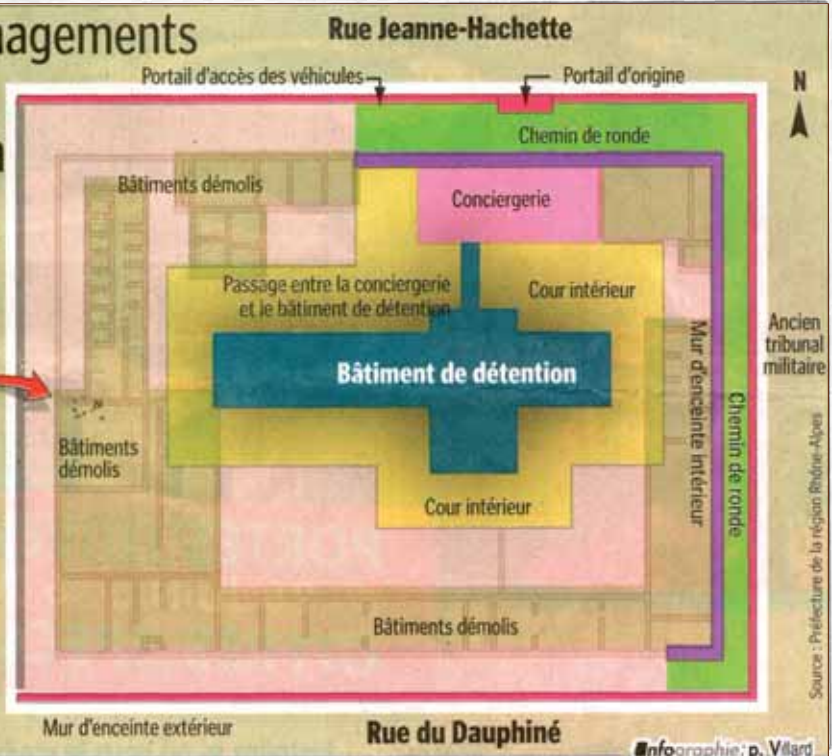 nagements
Rue Jeanne-Hachette
Portail d'accès des véhicules
Portail d'origine
N
Chemin de ronde
Bâtiments démolis
Conciergerie
Passage entre la conciergerie
et le bâtiment de détention
Cour intérieur
Ancien
tribunal
militaire
Bâtiment de détention
Mur d'enceinte intérieur
Chemin de ronde
Bâtiments
démolis
Cour intérieur
Bâtiments démolis
Source : Préfecture de la région Rhône-Alpes
Mur d'enceinte extérieur
Rue du Dauphiné
Infographie: p. Villard